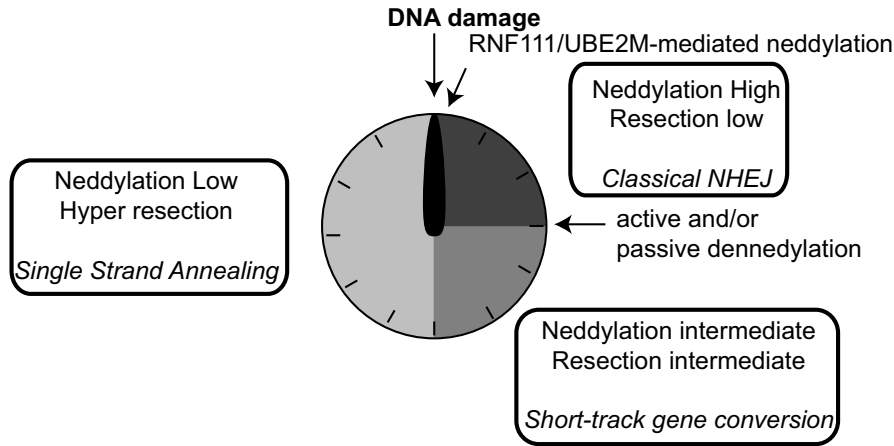 DNA damage
RNF111/UBE2M-mediated neddylation
Neddylation High
Resection low
Classical NHEJ
active and/or
passive dennedylation
Neddylation intermediate
Resection intermediate
Short-track gene conversion
Neddylation Low
Hyper resection
Single Strand Annealing